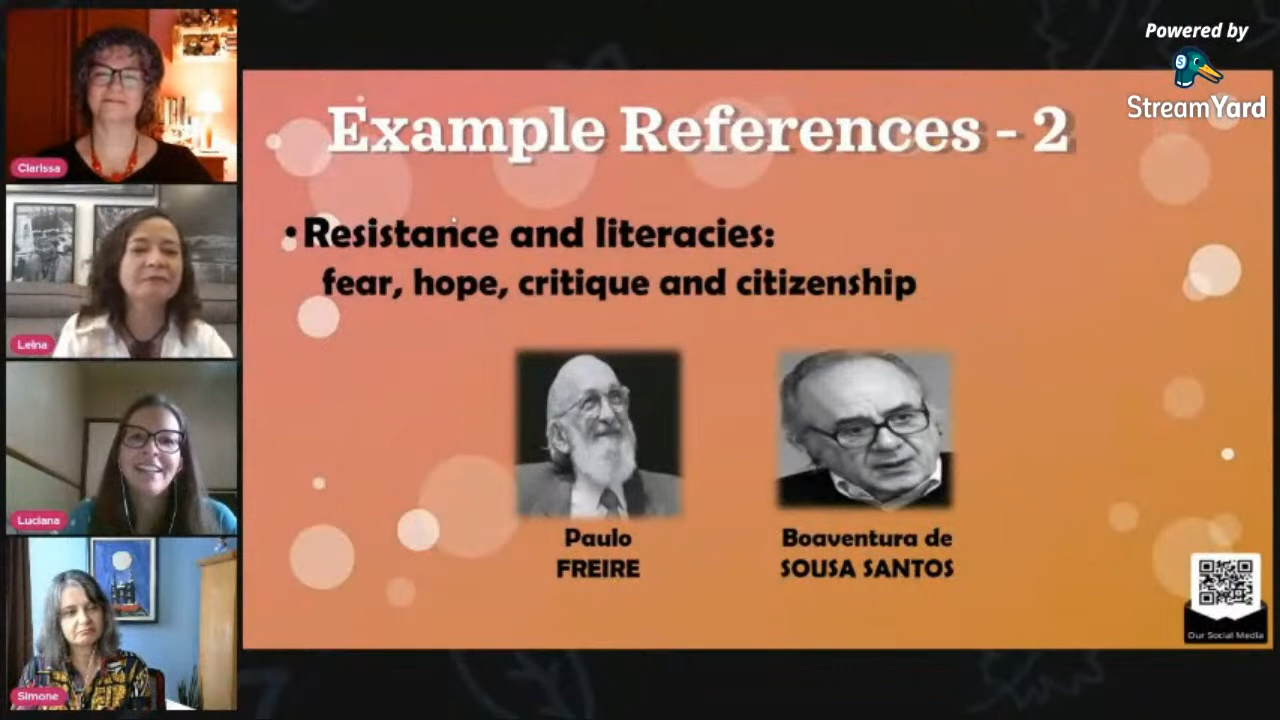 Powered by
StreamYard
Example References - 2
• Resistance and literacies:
fear, hope, critique and citizenship
Paulo
FREIRE
Boaventura de
SOUSA SANTOS
Clarissa
Leina
Luciana
Simone
Our Social Media